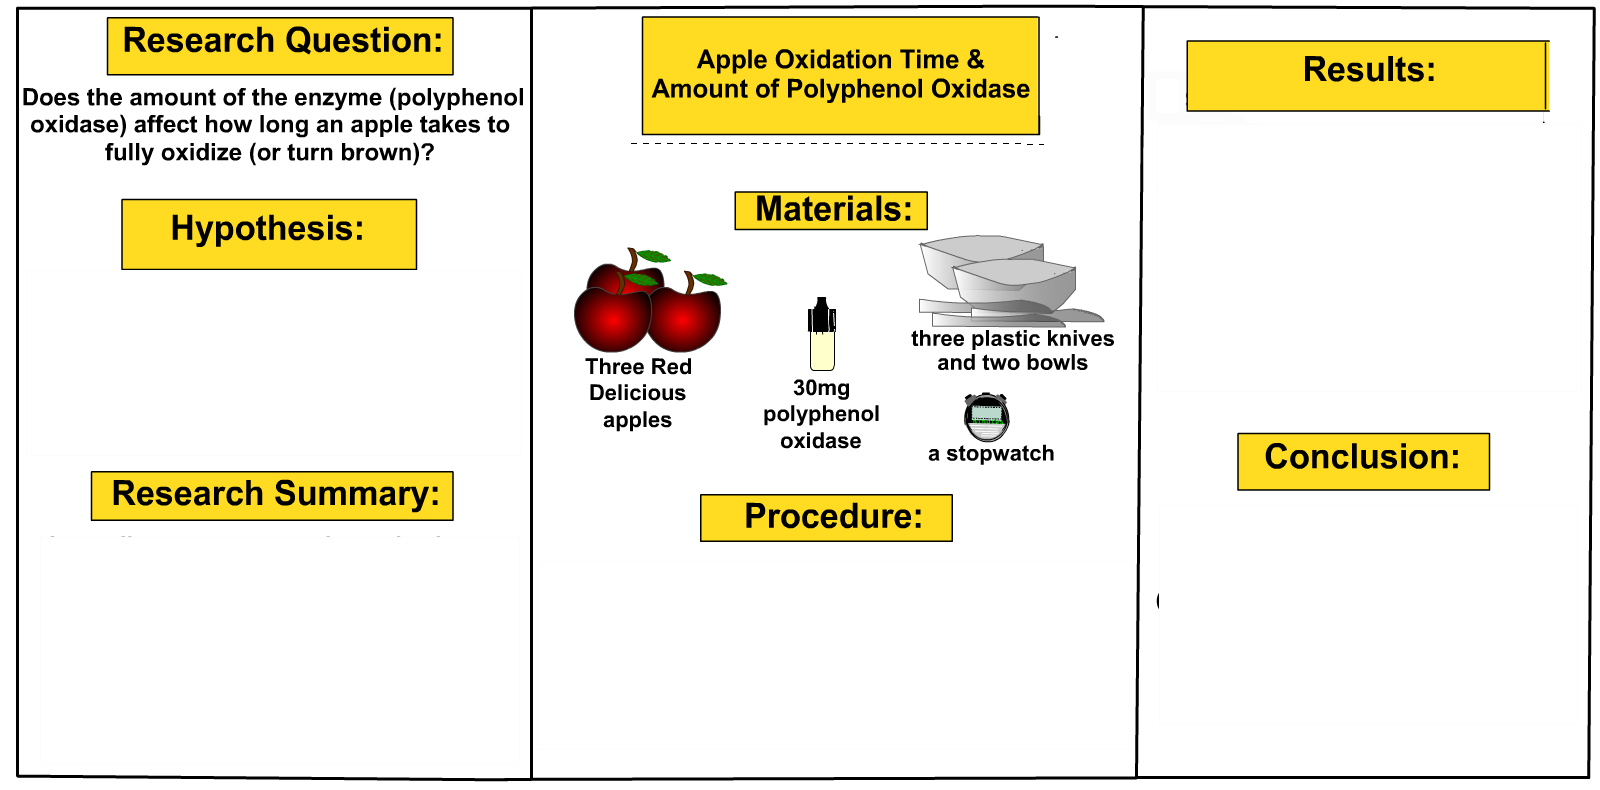 Research Question:
Does the amount of the enzyme (polyphenol
oxidase) affect how long an apple takes to
fully oxidize (or turn brown)?
Hypothesis:
Research Summary:
Apple Oxidation Time &
Amount of Polyphenol Oxidase
Materials:
Three Red
Delicious
apples
30mg
polyphenol
oxidase
three plastic knives
and two bowls
a stopwatch
Procedure:
Results:
Conclusion: